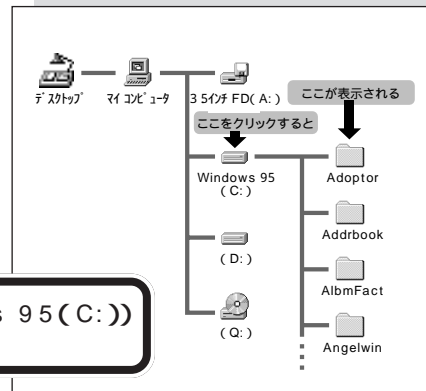 デスクトップ
マイ コンピュータ
3.5インチ FD(A:)
ここが表示される
ここをクリックすると
Windows 95
(C:)
Adoptor
Addrbook
(D:)
AlbmFact
s 95(C:))
(Q:)
Angelwin